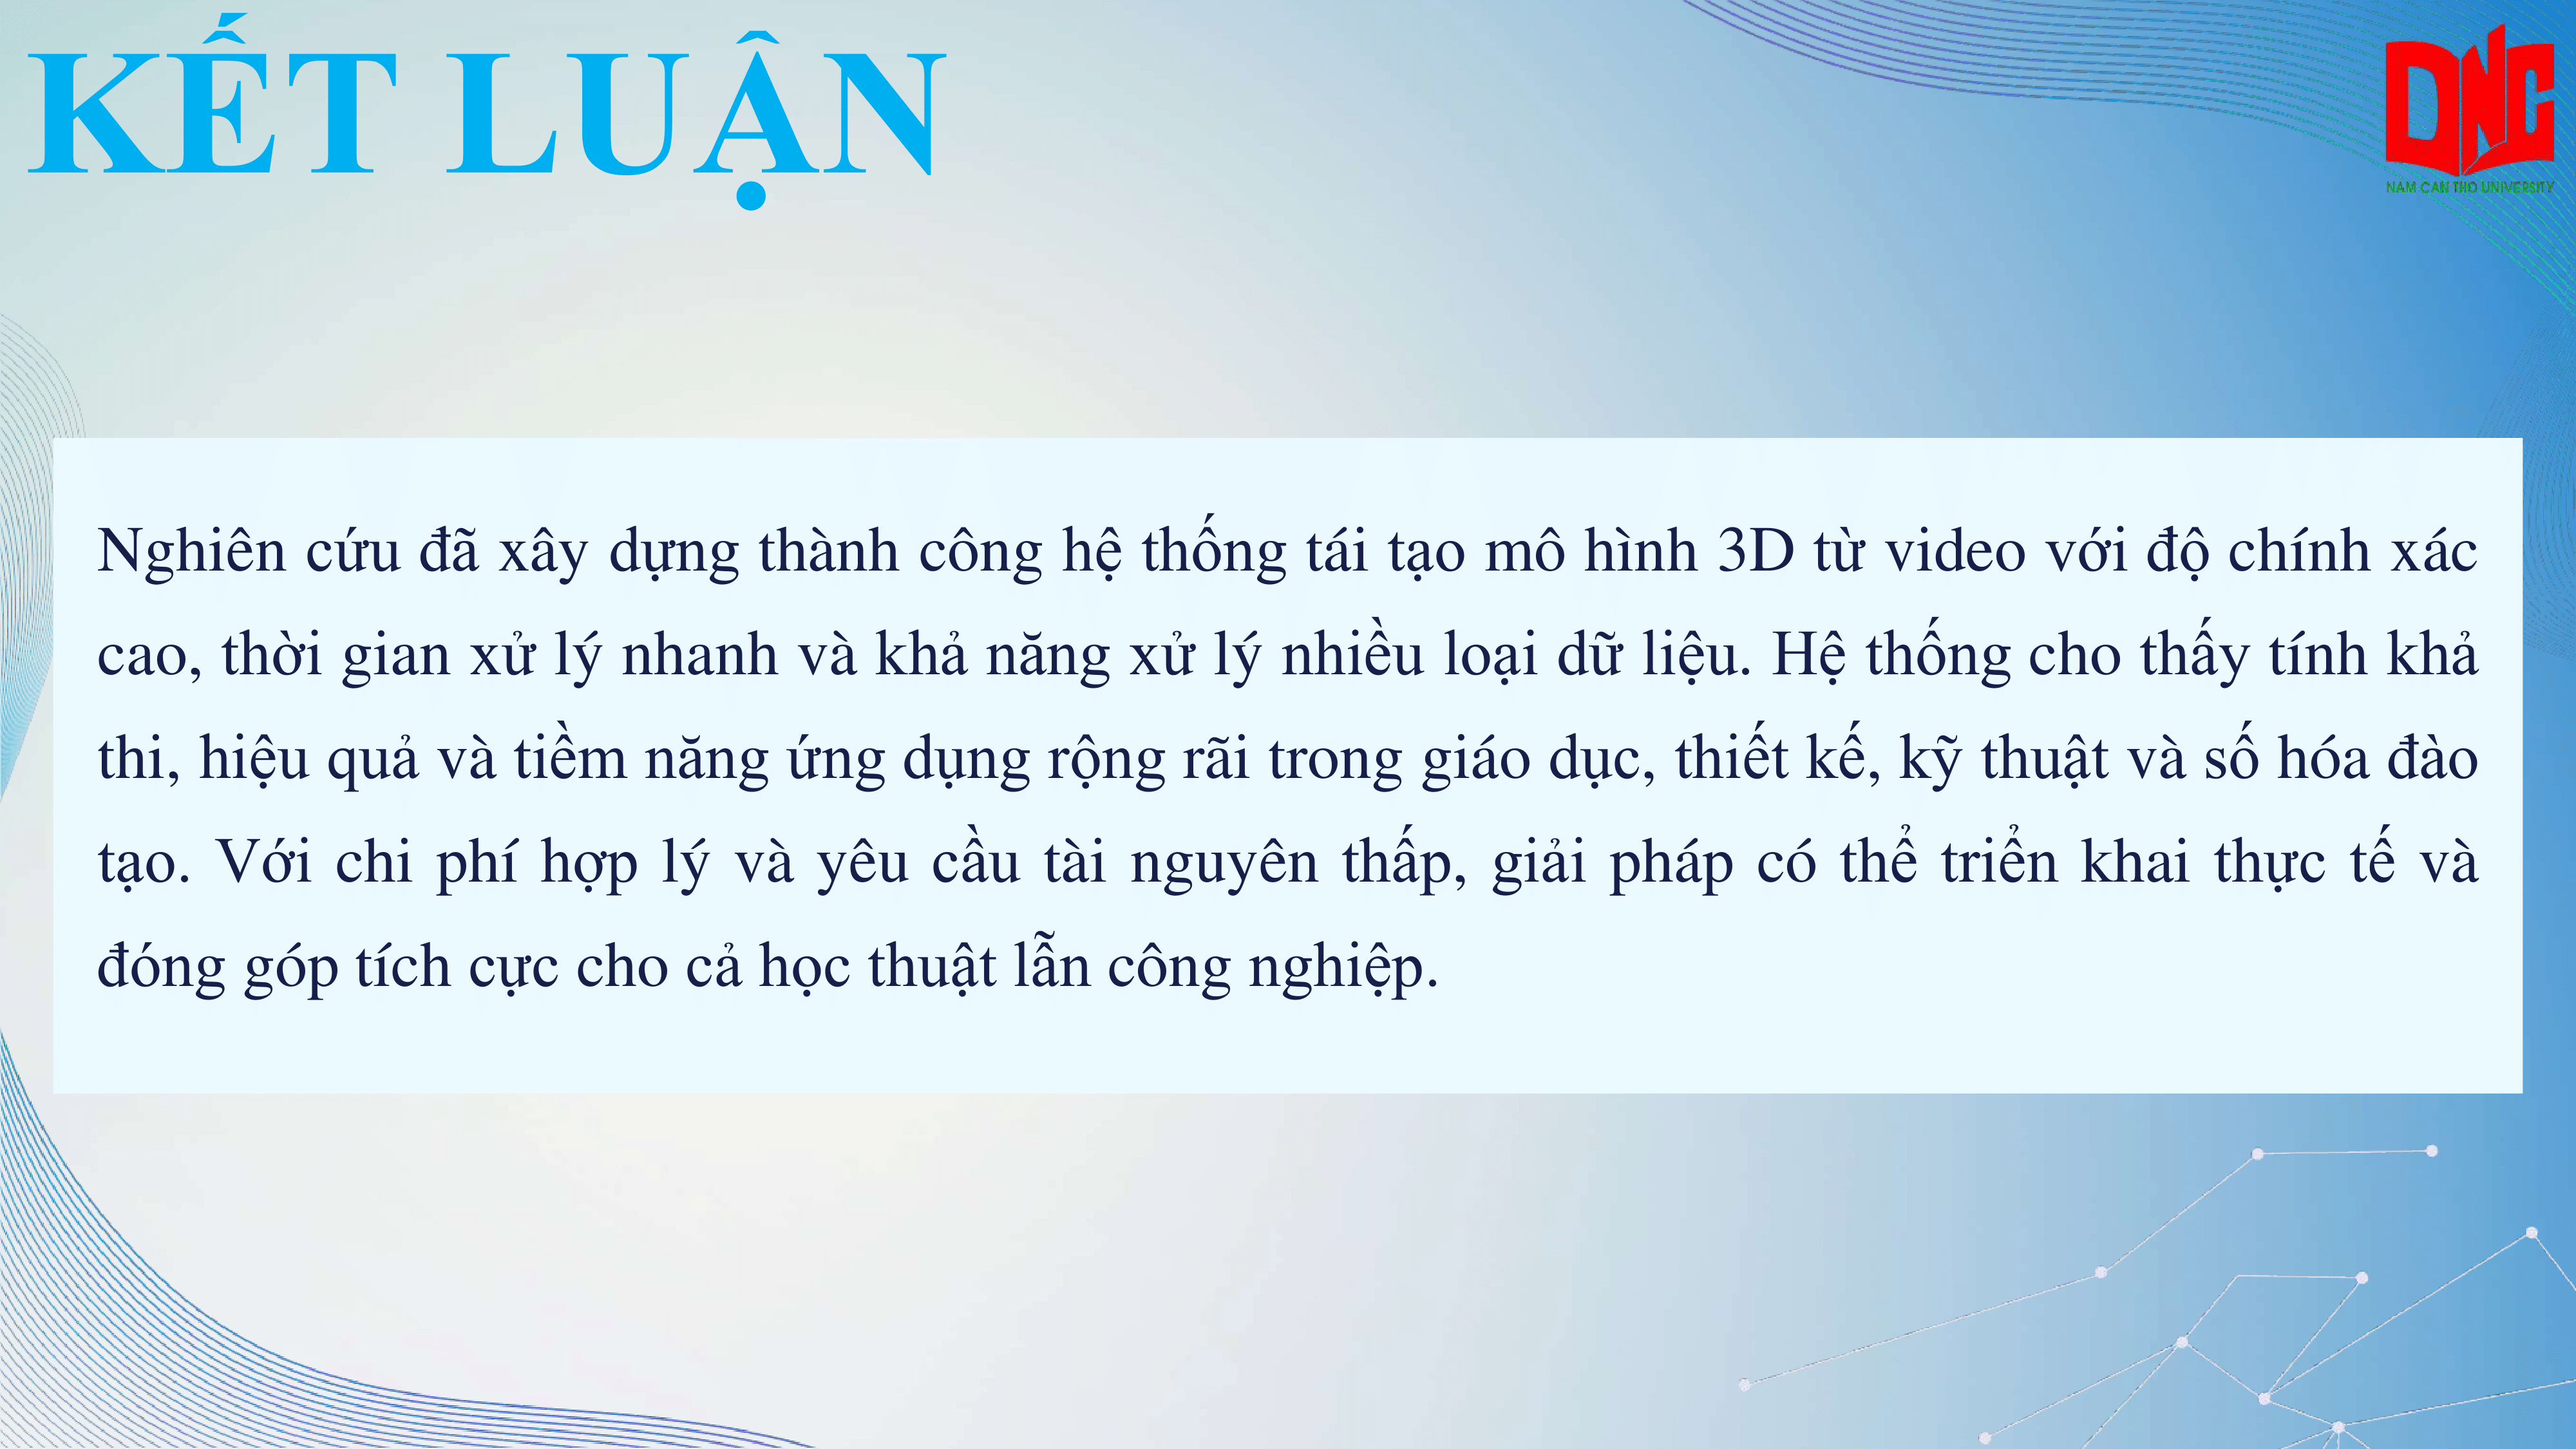 KẾT LUẬN
DNC
NAM CAN THO UNIVERSITY
Nghiên cứu đã xây dựng thành công hệ thống tái tạo mô hình 3D từ video với độ chính xác
cao, thời gian xử lý nhanh và khả năng xử lý nhiều loại dữ liệu. Hệ thống cho thấy tính khả
thi, hiệu quả và tiềm năng ứng dụng rộng rãi trong giáo dục, thiết kế, kỹ thuật và số hóa đào
tạo. Với chi phí hợp lý và yêu cầu tài nguyên thấp, giải pháp có thể triển khai thực tế và
đóng góp tích cực cho cả học thuật lẫn công nghiệp.